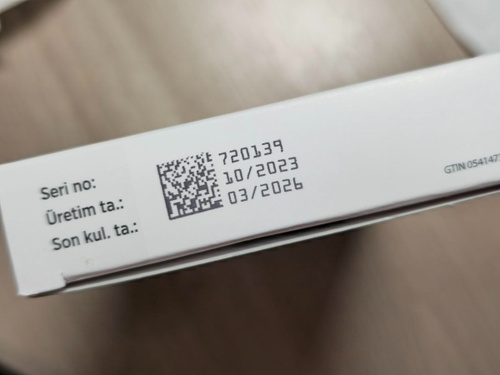 Seri no: 720139
Üretim ta.: 10/2023
Son kul. ta.: 03/2026